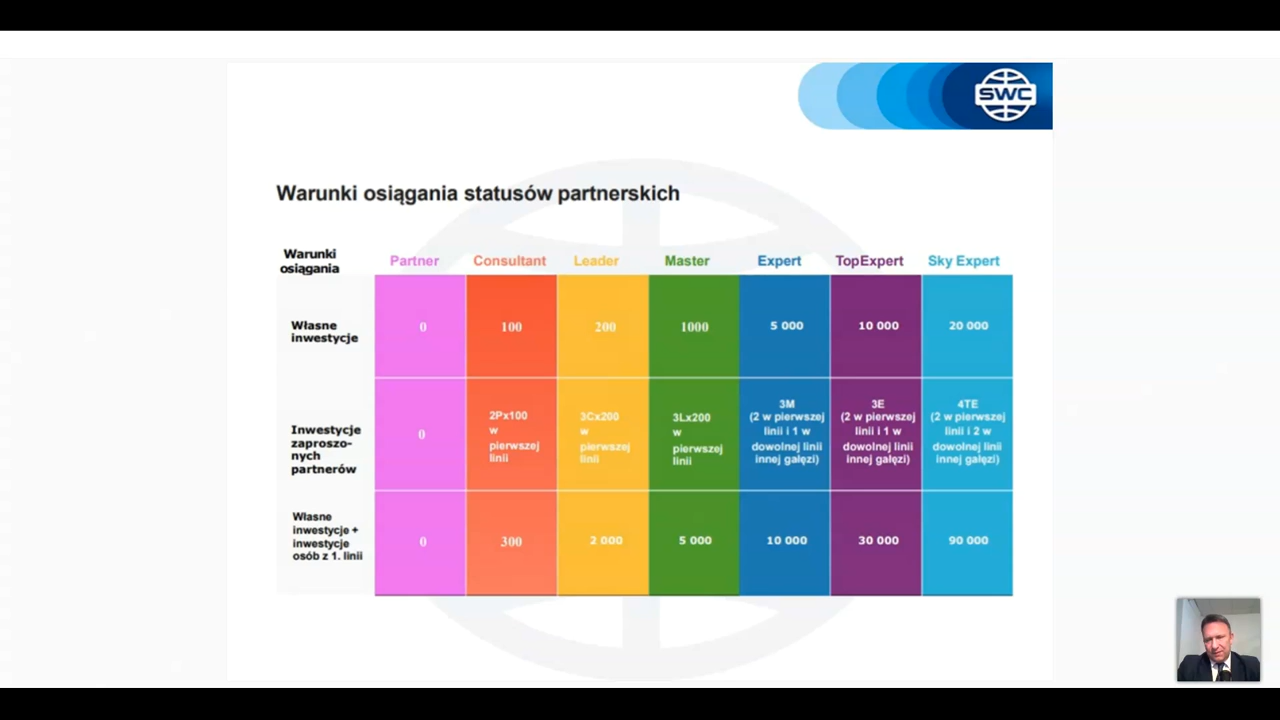 SWC
Warunki osiągania statusów partnerskich
Warunki
osiągania
Partner
Consultant
Leader
Master
Expert
TopExpert
Sky Expert
Własne
inwestycje
0
100
200
1000
5 000
10 000
20 000
Inwestycje
zaproszo-
nych
partnerów
0
2Px100
w
pierwszej
linii
3Cx200
w
pierwszej
linii
3Lx200
w
pierwszej
linii
3M
(2 w pierwszej
linii i 1 w
dowolnej linii
innej gałęzi)
3E
(2 w pierwszej
linii i 1 w
dowolnej linii
innej gałęzi)
4TE
(2 w pierwszej
linii i 2 w
dowolnej linii
innej gałęzi)
Własne
inwestycje +
inwestycje
osób z 1. linii
0
300
2 000
5 000
10 000
30 000
90 000